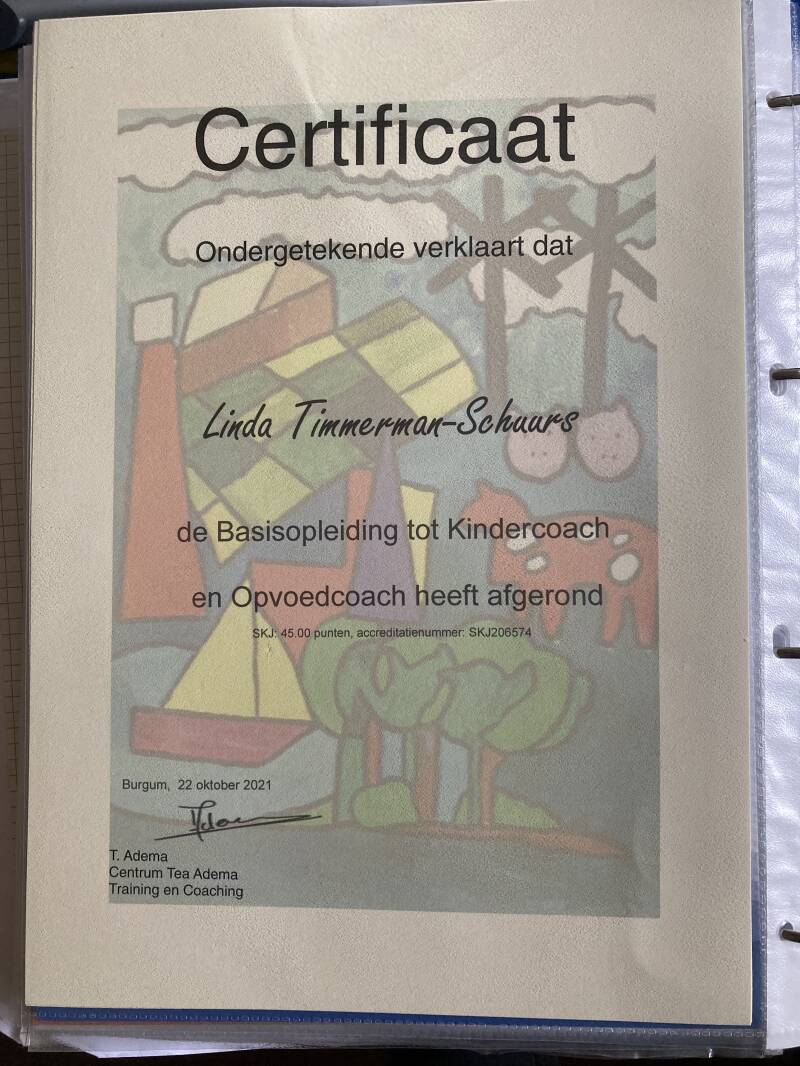 Certificaat
Ondergetekende verklaart dat
Linda Timmerman-Schuurs
de Basisopleiding tot Kindercoach
en Opvoedcoach heeft afgerond
SKJ: 45.00 punten, accreditatienummer: SKJ206574
Burgum, 22 oktober 2021
T. Adema
Centrum Tea Adema
Training en Coaching